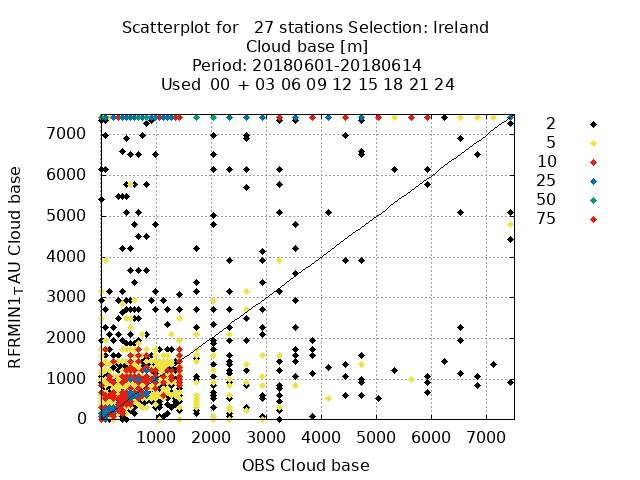 Scatterplot for 27 stations Selection: Ireland
Cloud base [m]
Period: 20180601-20180614
Used 00 + 03 06 09 12 15 18 21 24
RFRMIN1_T AU Cloud base
7000
6000
5000
4000
3000
2000
1000
0
1000 2000 3000 4000 5000 6000 7000
OBS Cloud base
2
5
10
25
50
75